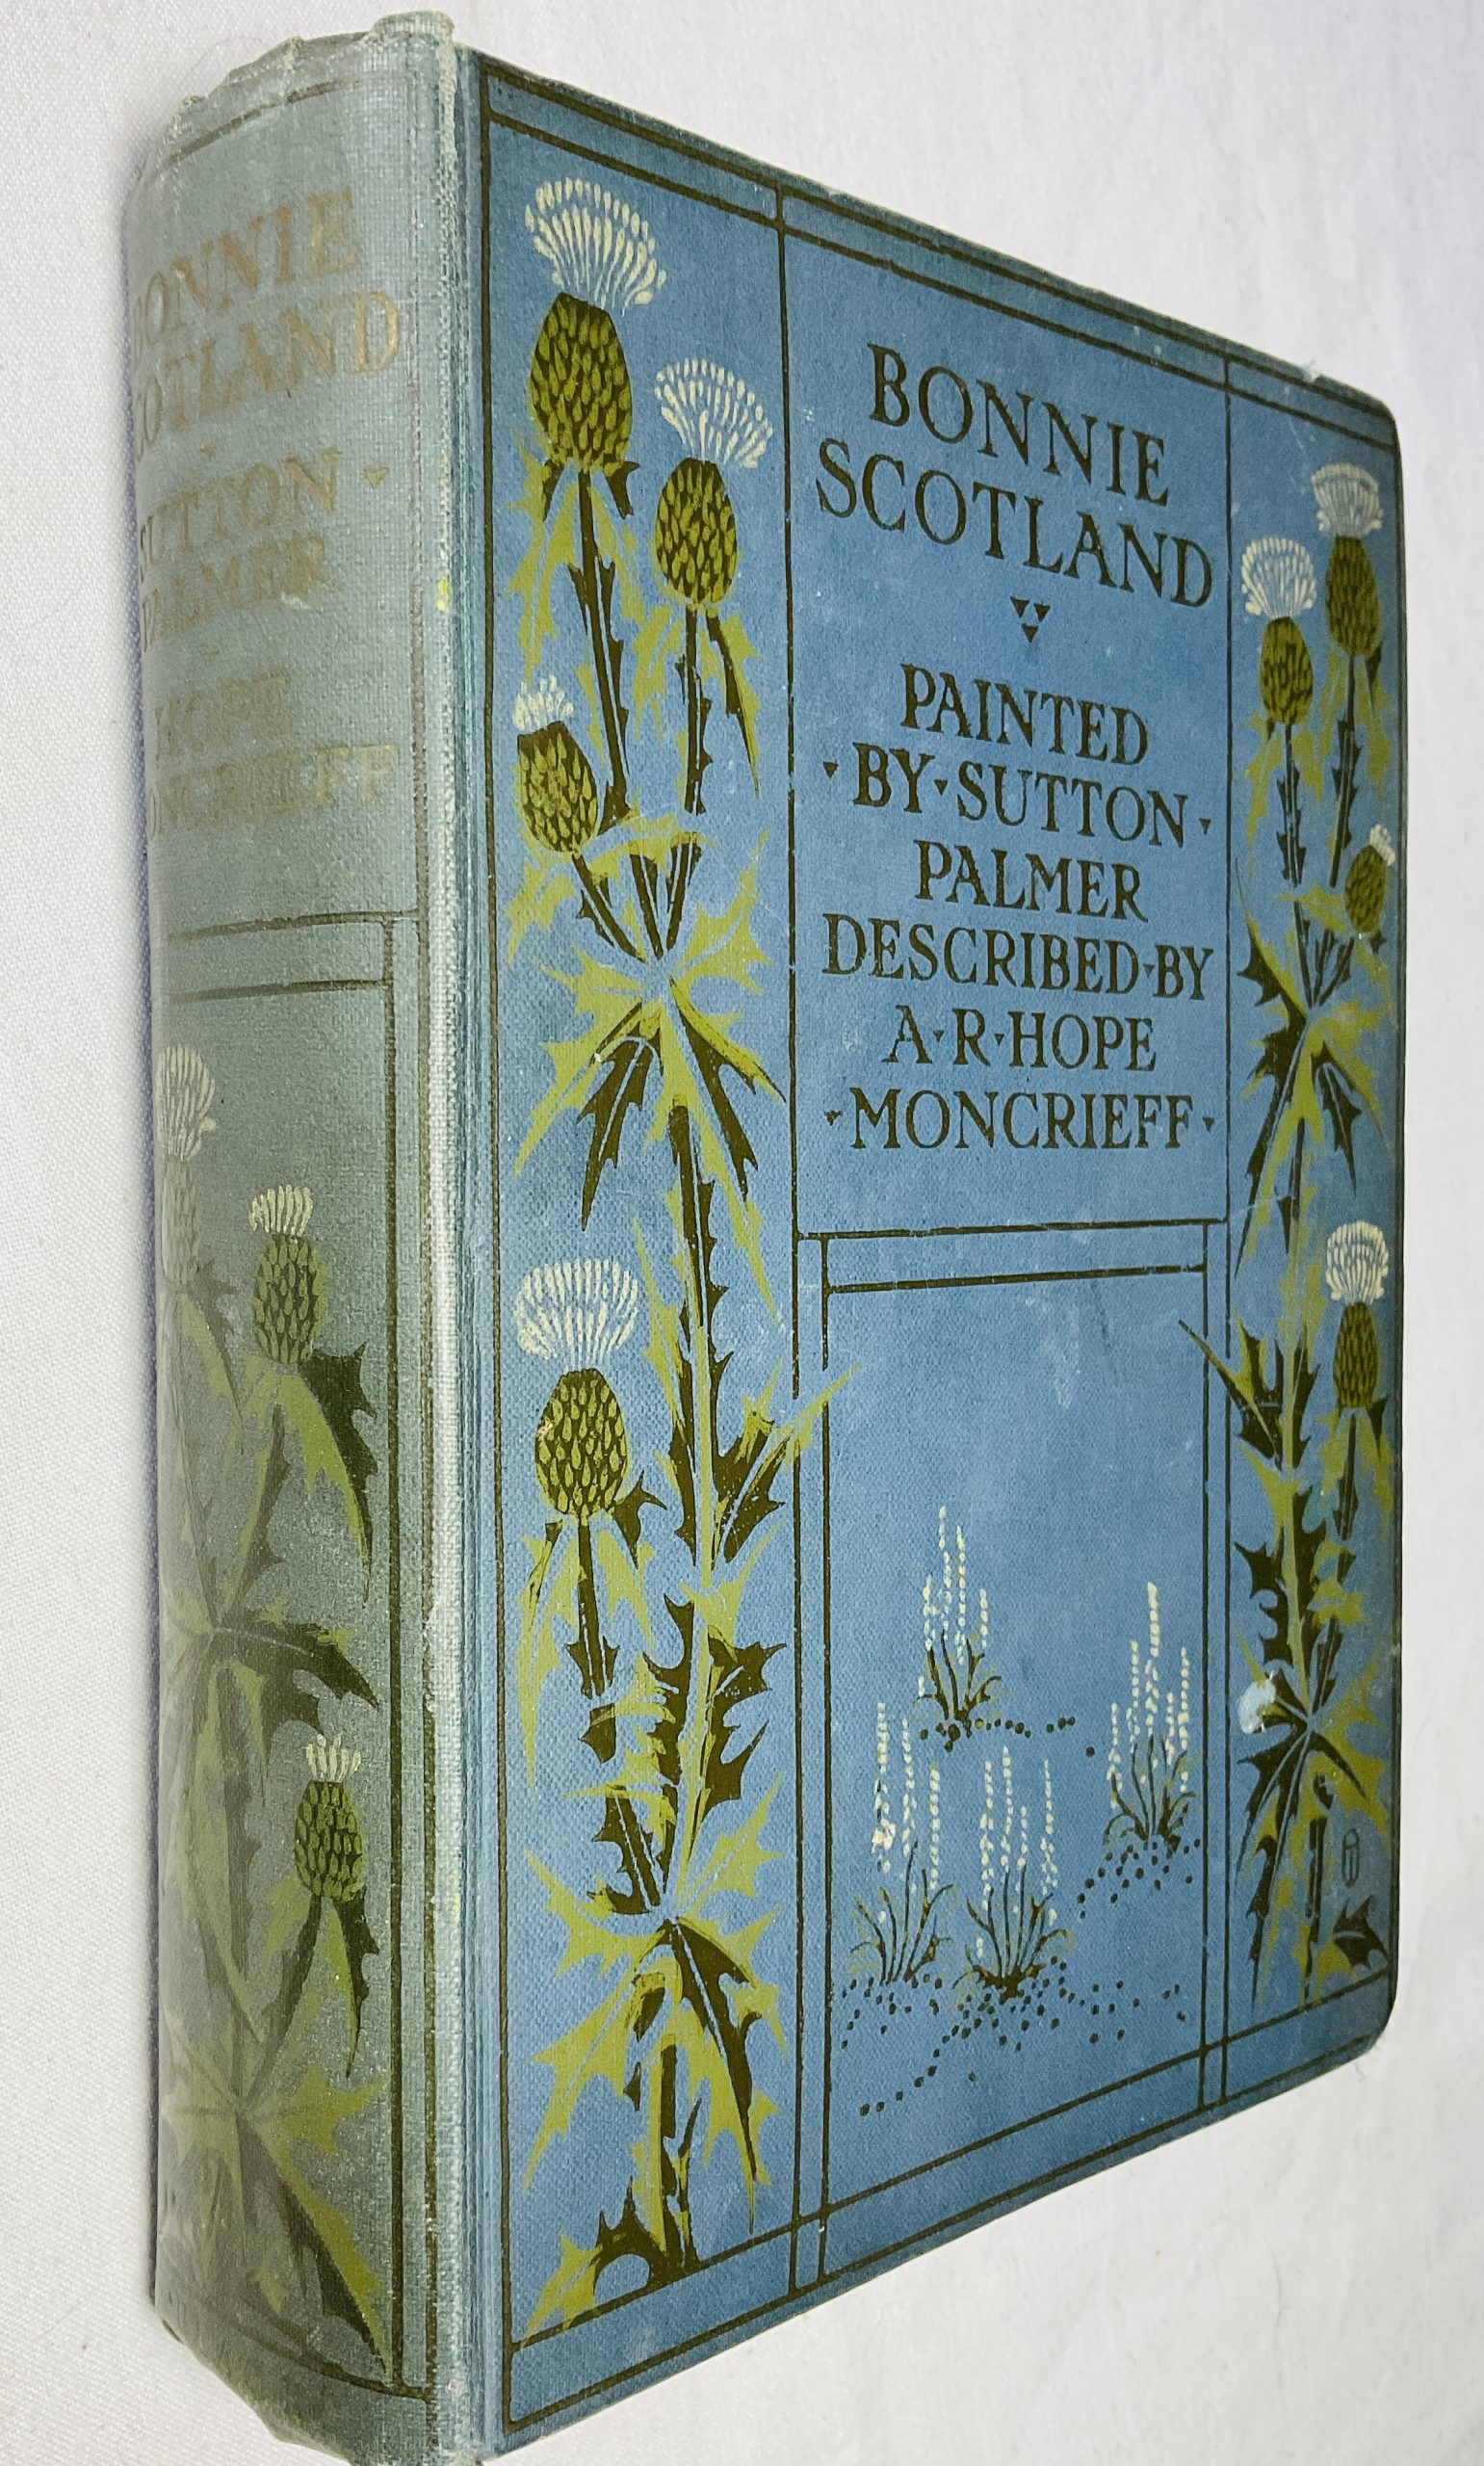 BONNIE
SCOTLAND
SUTTON
PALMER
HOPE
MONCRIEFF
BONNIE
SCOTLAND
PAINTED
BY SUTTON
PALMER
DESCRIBED BY
A R HOPE
MONCRIEFF